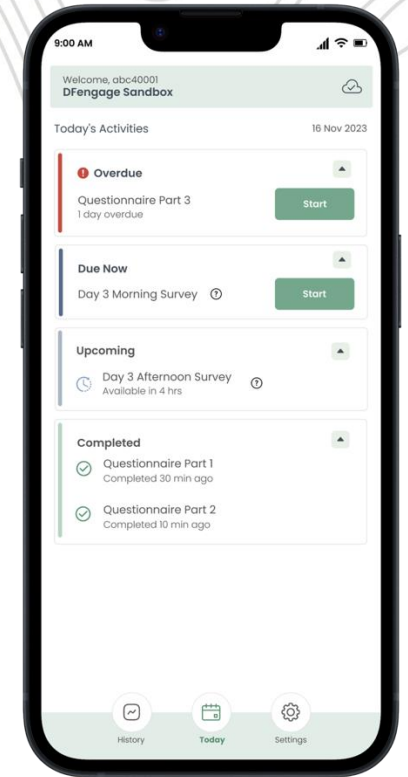 9:00 AM
Welcome, abc40001
DFengage Sandbox
Today's Activities
16 Nov 2023
Overdue
Questionnaire Part 3
1 day overdue
Start
Due Now
Day 3 Morning Survey
Start
Upcoming
Day 3 Afternoon Survey
Available in 4 hrs
Completed
Questionnaire Part 1
Completed 30 min ago
Questionnaire Part 2
Completed 10 min ago
History
Today
Settings